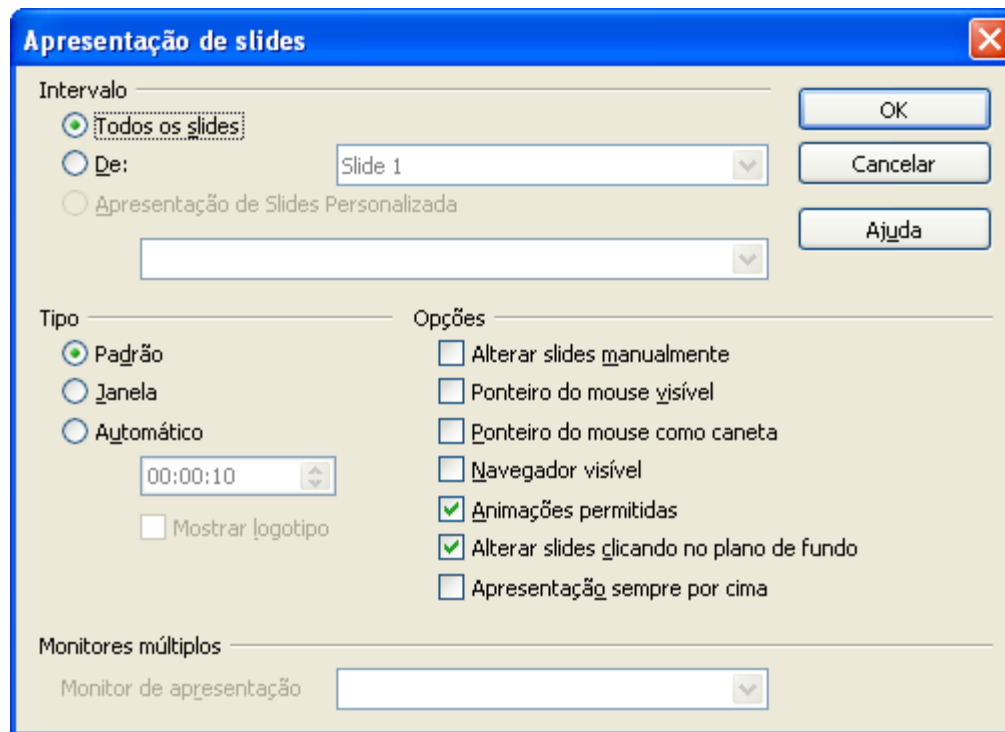 Apresentação de slides
Intervalo
OK
Todos os slides
De:
Slide 1
Cancelar
Apresentação de Slides Personalizada
Ajuda
Tipo
Opções
Padrão
Alterar slides manualmente
Janela
Ponteiro do mouse visível
Automático
Ponteiro do mouse como caneta
00:00:10
Navegador visível
Mostrar logotipo
Animações permitidas
Alterar slides clicando no plano de fundo
Apresentação sempre por cima
Monitores múltiplos
Monitor de apresentação